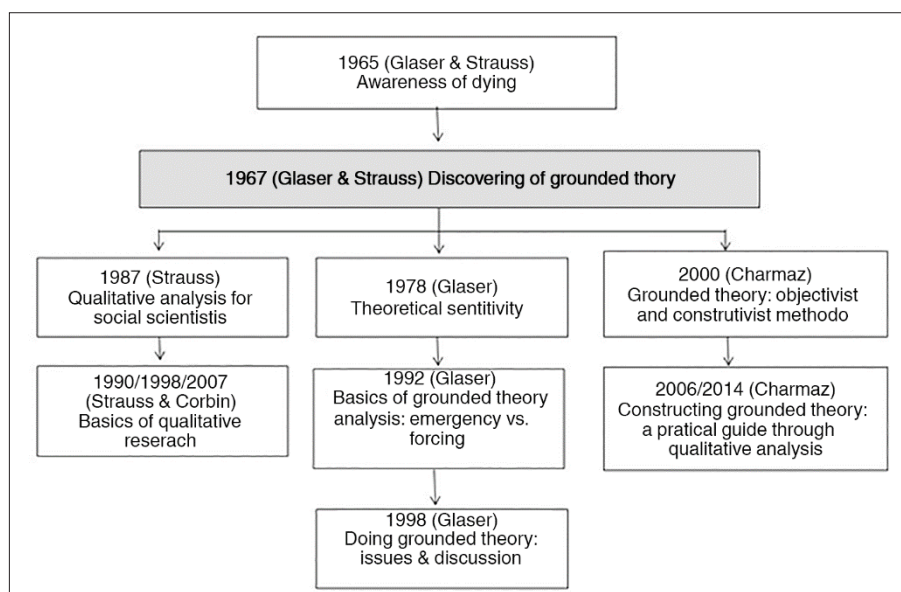 1965 (Glaser & Strauss)
Awareness of dying
1967 (Glaser & Strauss) Discovering of grounded thory
1987 (Strauss)
Qualitative analysis for
social scientistis
1990/1998/2007
(Strauss & Corbin)
Basics of qualitative
reserach
1978 (Glaser)
Theoretical sentitivity
1992 (Glaser)
Basics of grounded theory
analysis: emergency vs.
forcing
1998 (Glaser)
Doing grounded theory:
issues & discussion
2000 (Charmaz)
Grounded theory: objectivist
and construtivist methodo
2006/2014 (Charmaz)
Constructing grounded theory:
a pratical guide through
qualitative analysis